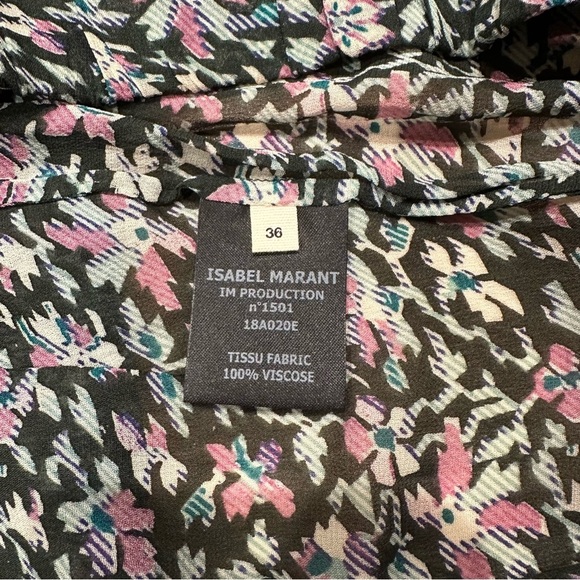 36
ISABEL MARANT
IM PRODUCTION
n°1501
18A020E
TISSU FABRIC
100% VISCOSE